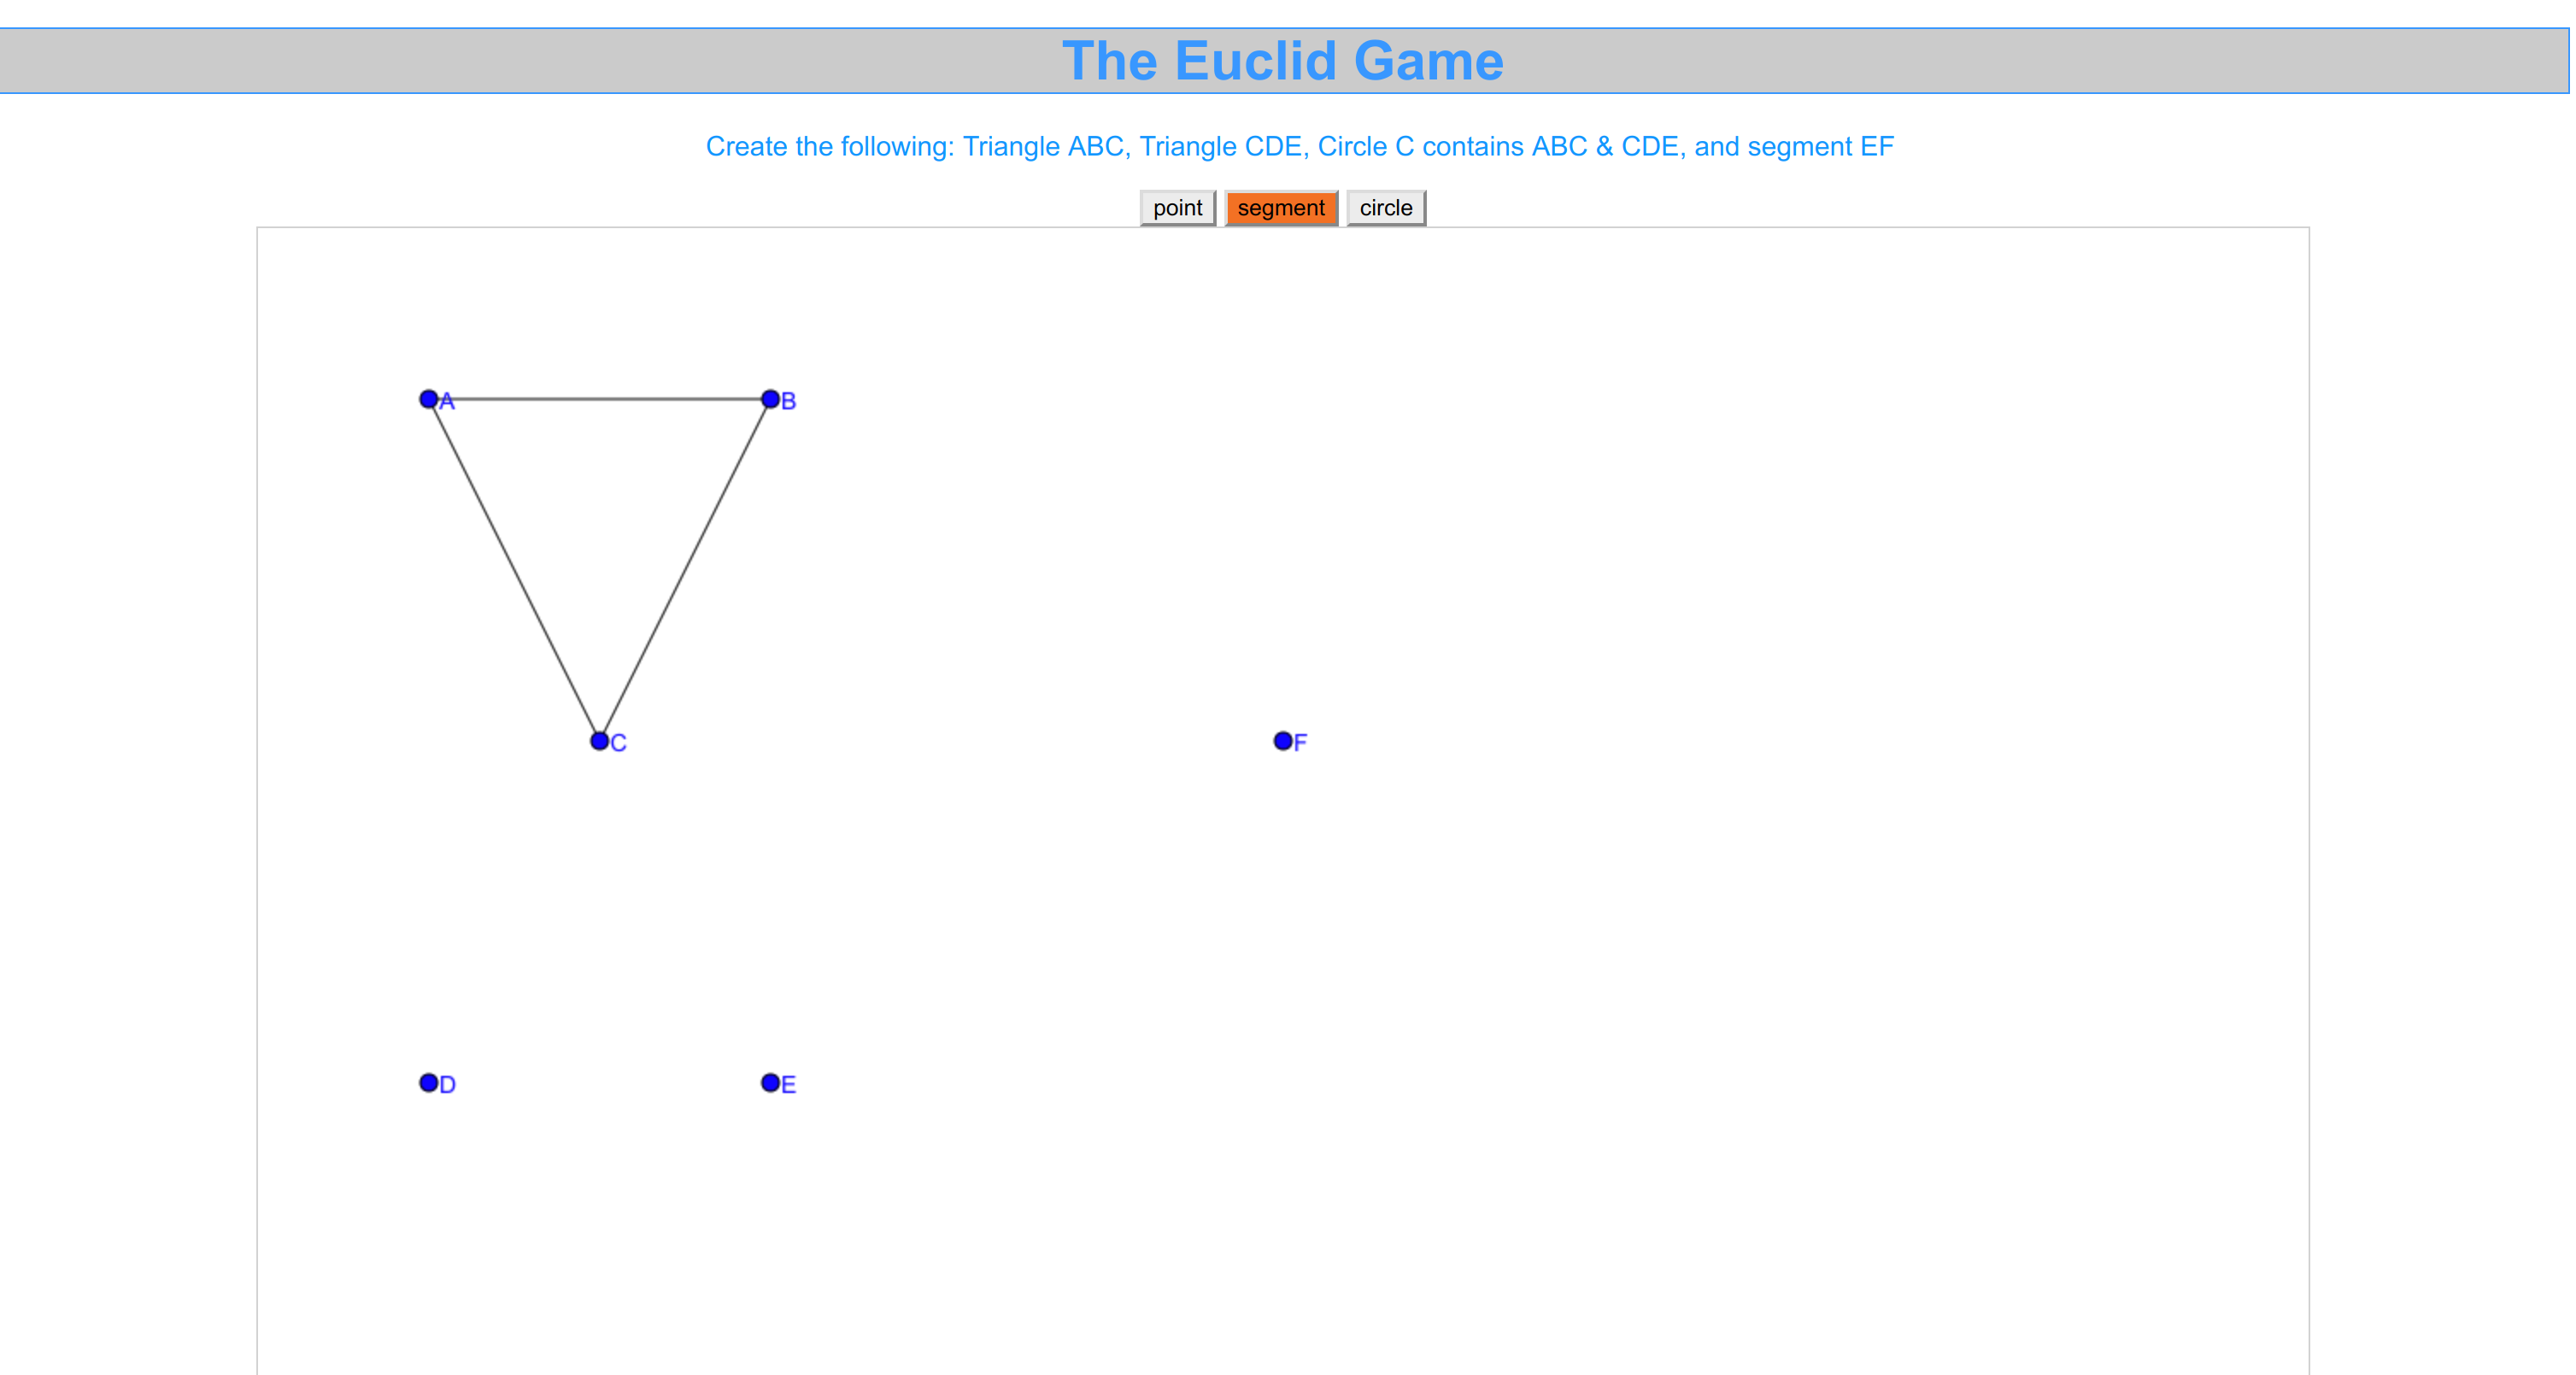 The Euclid Game
Create the following: Triangle ABC, Triangle CDE, Circle C contains ABC & CDE, and segment EF
point segment circle
A B
C F
D E